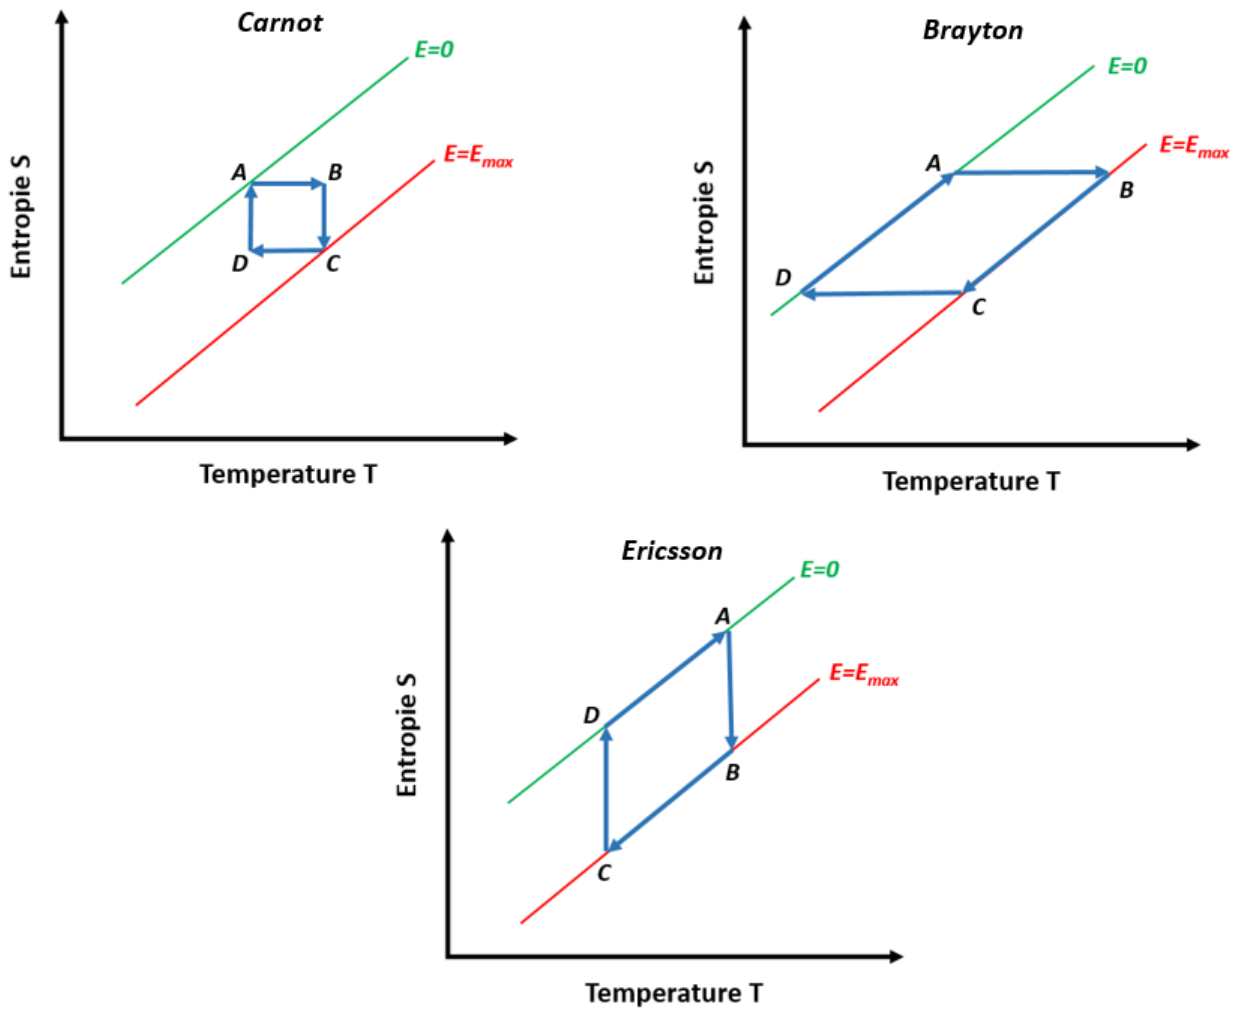 Carnot
E=0
E=Emax
A
B
D
C
Entropie S
Temperature T
Brayton
E=0
E=Emax
A
B
D
C
Entropie S
Temperature T
Ericsson
E=0
A
E=Emax
D
B
C
Entropie S
Temperature T